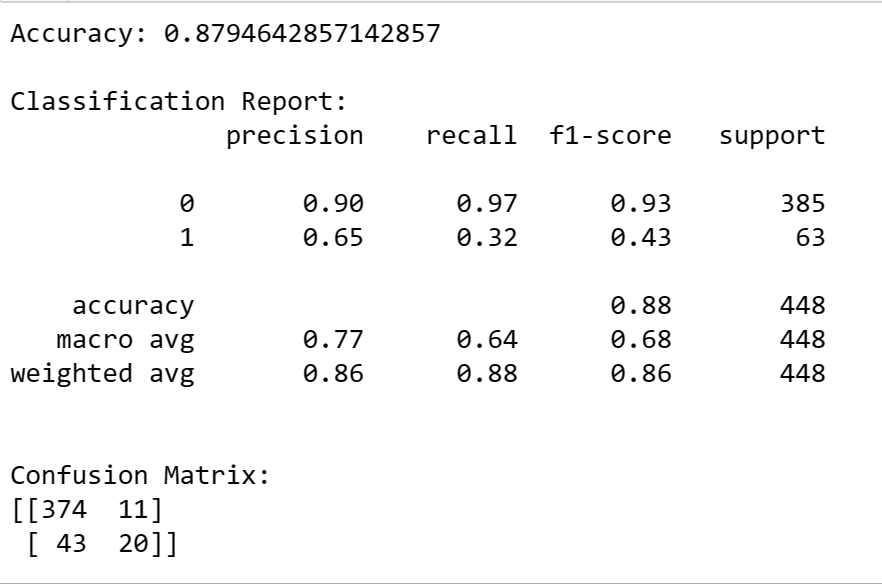 Accuracy: 0.8794642857142857
Classification Report:
precision recall f1-score support
0 0.90 0.97 0.93 385
1 0.65 0.32 0.43 63
accuracy 0.88 448
macro avg 0.77 0.64 0.68 448
weighted avg 0.86 0.88 0.86 448
Confusion Matrix:
[[374 11]
[ 43 20]]